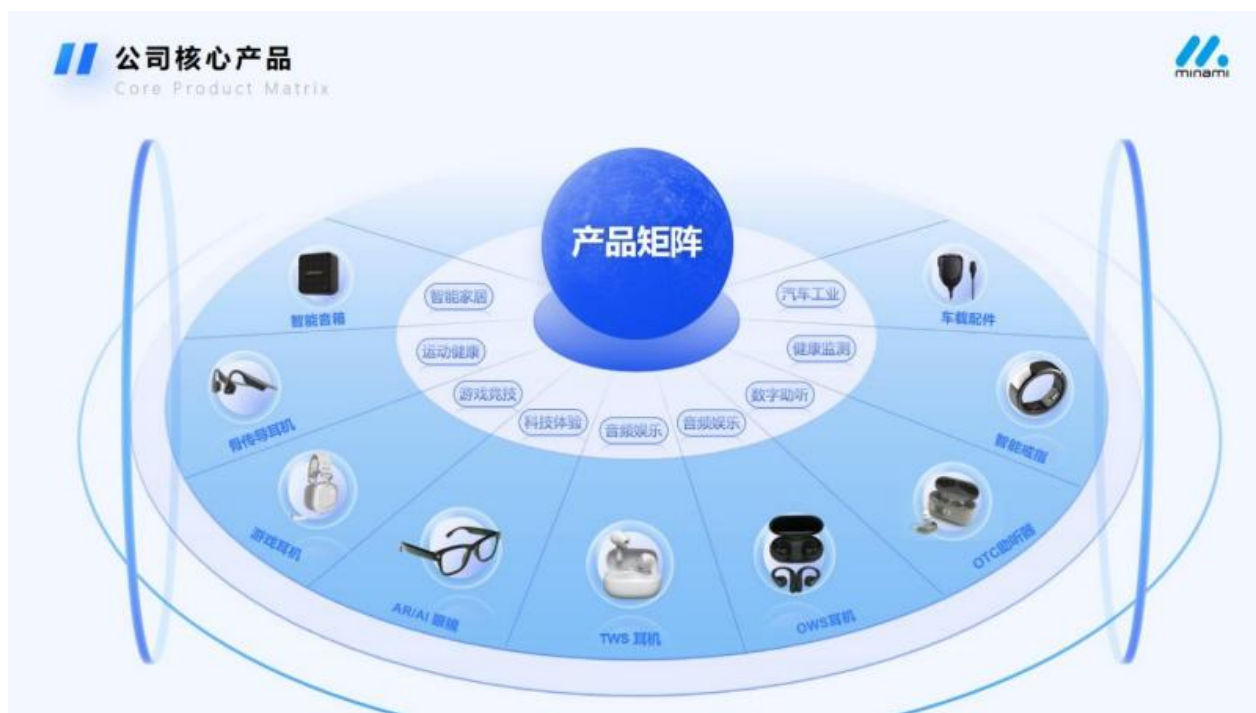 公司核心产品
Core Product Matrix
minami
产品矩阵
智能家居
运动健康
游戏竞技
科技体验
音频娱乐
音频娱乐
数字助听
健康监测
汽车工业
智能音箱
骨传导耳机
游戏耳机
AR/AI 眼镜
TWS 耳机
OWS耳机
OTC助听器
智能戒指
车载配件